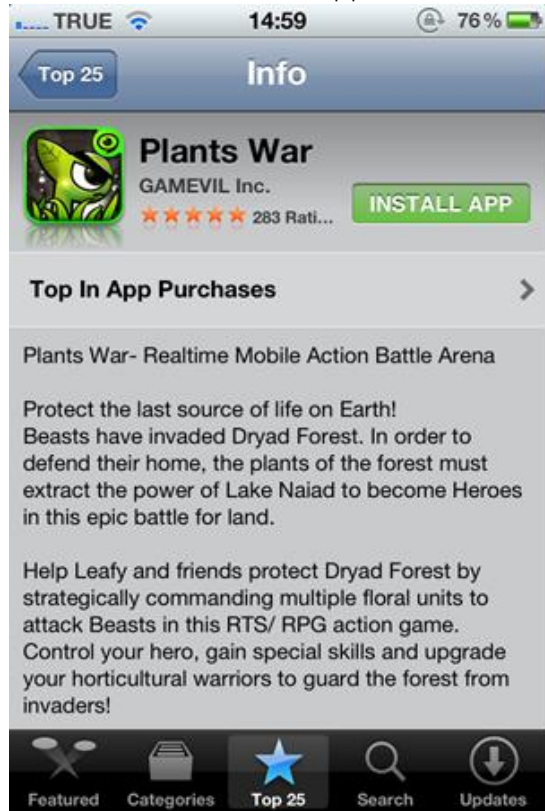 TRUE 14:59 76%
Top 25 Info
Plants War
GAMEVIL Inc.
283 Rati...
INSTALL APP
Top In App Purchases
Plants War- Realtime Mobile Action Battle Arena
Protect the last source of life on Earth!
Beasts have invaded Dryad Forest. In order to
defend their home, the plants of the forest must
extract the power of Lake Naiad to become Heroes
in this epic battle for land.
Help Leafy and friends protect Dryad Forest by
strategically commanding multiple floral units to
attack Beasts in this RTS/ RPG action game.
Control your hero, gain special skills and upgrade
your horticultural warriors to guard the forest from
invaders!
Featured Categories Top 25 Search Updates